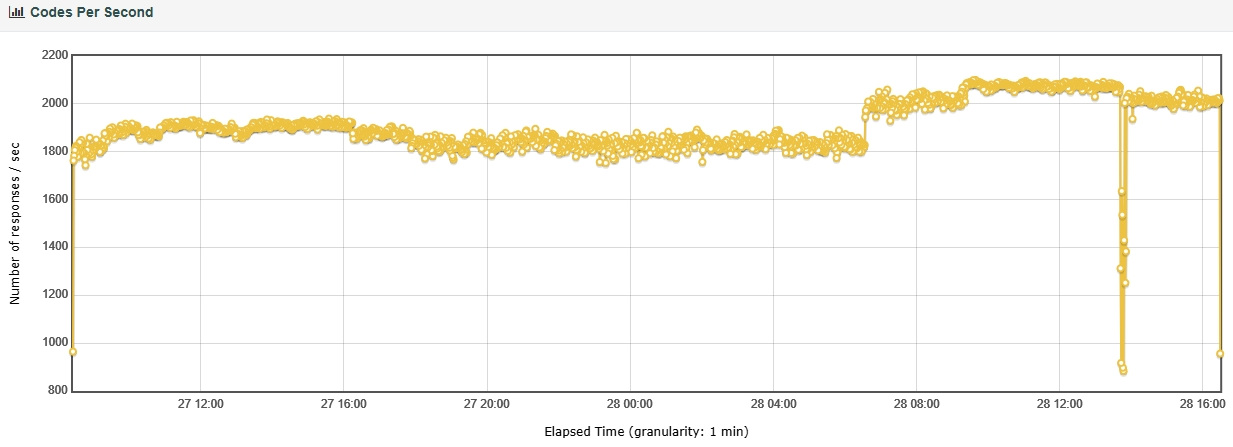 Codes Per Second
2200
2000
1800
1600
1400
1200
1000
800
Number of responses / sec
27 12:00 27 16:00 27 20:00 28 00:00 28 04:00 28 08:00 28 12:00 28 16:00
Elapsed Time (granularity: 1 min)